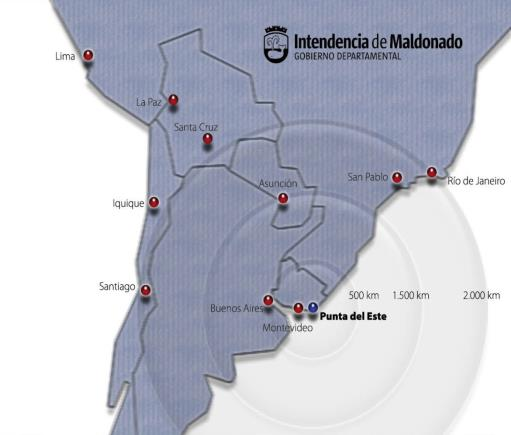 Intendencia de Maldonado
GOBIERNO DEPARTAMENTAL
Lima
La Paz
Santa Cruz
San Pablo
Río de Janeiro
Asunción
Iquique
Santiago
500 km
1.500 km
2.000 km
Buenos Aires
Punta del Este
Montevideo